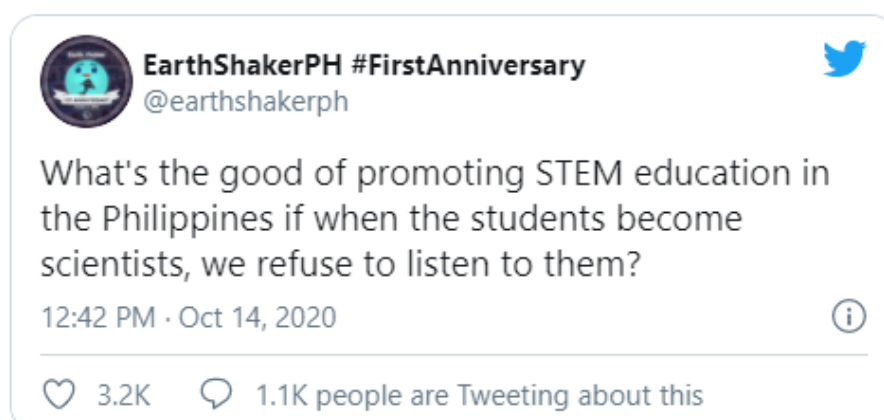 EarthShakerPH #FirstAnniversary
@earthshakerph
What's the good of promoting STEM education in
the Philippines if when the students become
scientists, we refuse to listen to them?
12:42 PM · Oct 14, 2020
3.2K 1.1K people are Tweeting about this